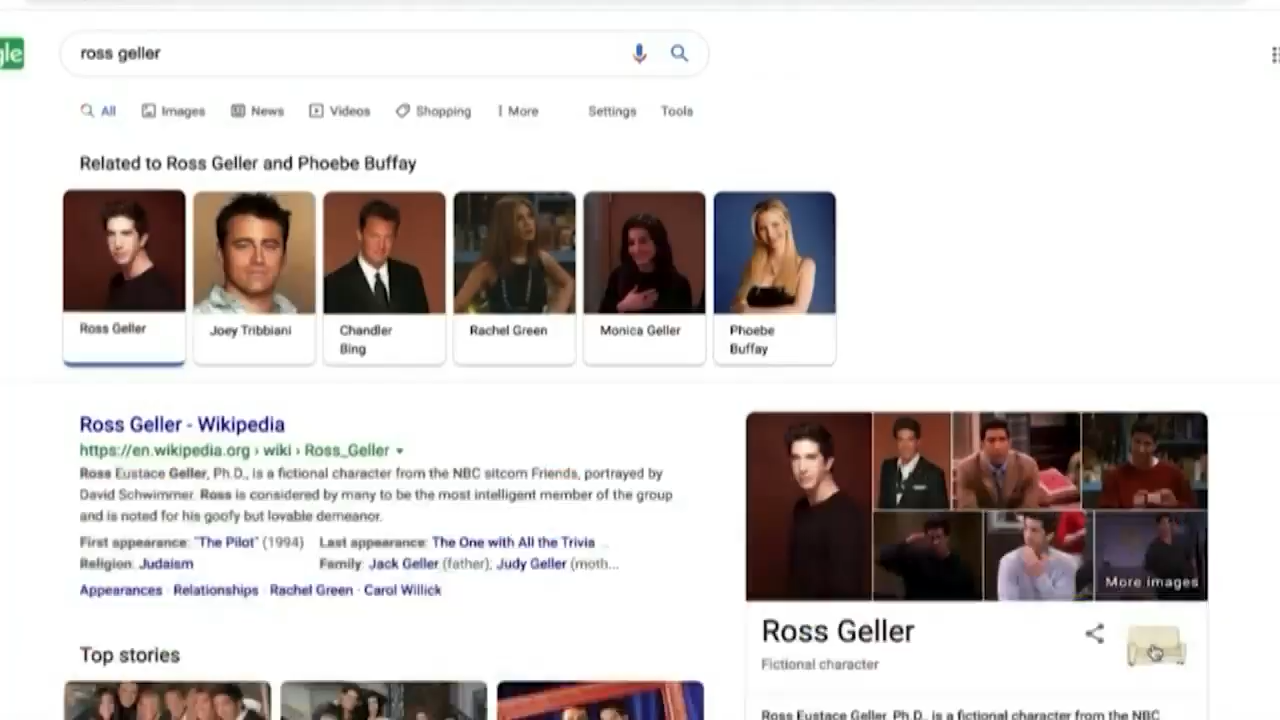 gle
ross geller
All Images News Videos Shopping More Settings Tools
Related to Ross Geller and Phoebe Buffay
Ross Geller
Joey Tribbiani
Chandler
Bing
Rachel Green
Monica Geller
Phoebe
Buffay
Ross Geller - Wikipedia
https://en.wikipedia.org › wiki › Ross_Geller
Ross Eustace Geller, Ph.D., is a fictional character from the NBC sitcom Friends, portrayed by
David Schwimmer. Ross is considered by many to be the most intelligent member of the group
and is noted for his goofy but lovable demeanor.
First appearance: "The Pilot" (1994) Last appearance: The One with All the Trivia ...
Religion: Judaism Family: Jack Geller (father); Judy Geller (moth...
Appearances · Relationships · Rachel Green · Carol Willick
Top stories
More images
Ross Geller
Fictional character
Ross Eustace Geller, Ph.D., is a fictional character from the NBC